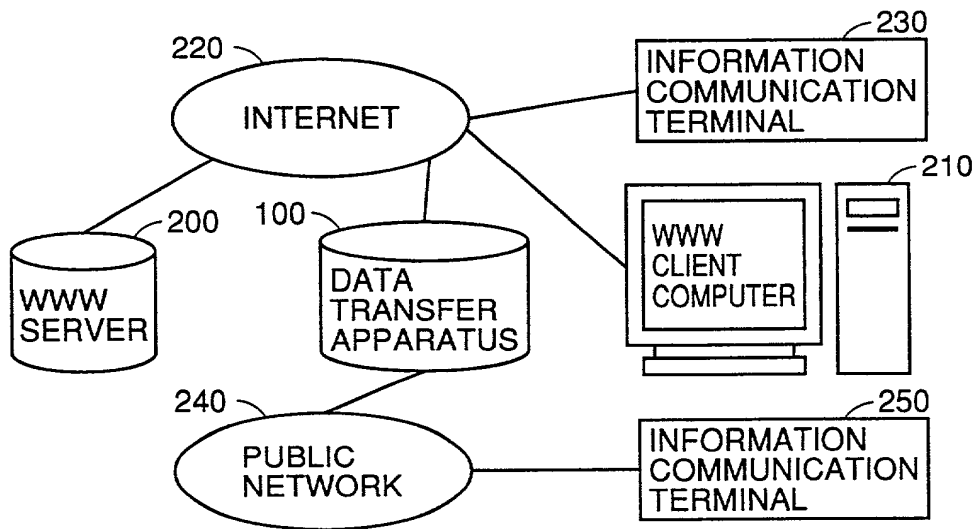 220
INTERNET
230
INFORMATION
COMMUNICATION
TERMINAL
200
WWW
SERVER
100
DATA
TRANSFER
APPARATUS
210
WWW
CLIENT
COMPUTER
240
PUBLIC
NETWORK
250
INFORMATION
COMMUNICATION
TERMINAL